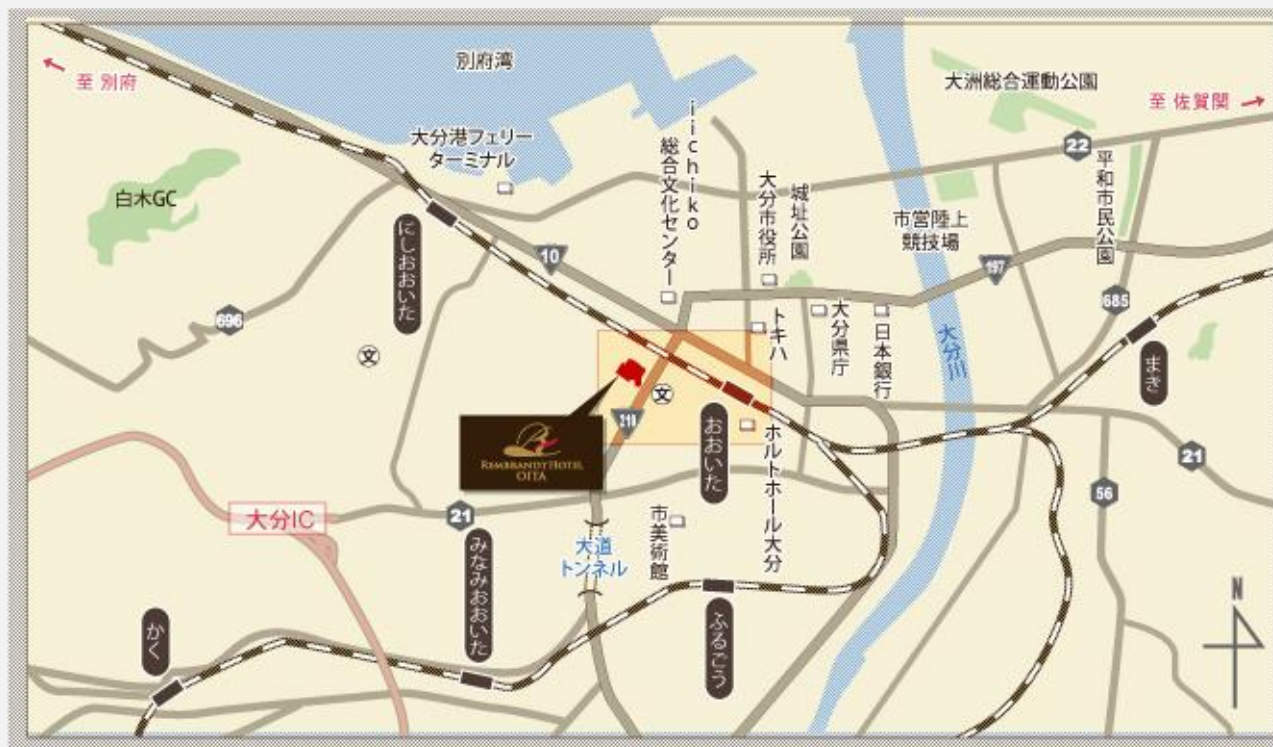 別府湾
至 別府
大洲総合運動公園
至 佐賀関
大分港フェリー
ターミナル
iichiko
総合文化センター
22
白木GC
大分市役所
城址公園
平和市民公園
市営陸上
競技場
にしおおいた
10
197
685
696
文
トキハ
大分県庁
日本銀行
大分川
まき
文
210
REMBRANDT HOTEL
OITA
おおいた
ホルトホール大分
21
56
大分IC
21
みなみおおいた
大道
トンネル
市美術館
かく
ふるごう
N